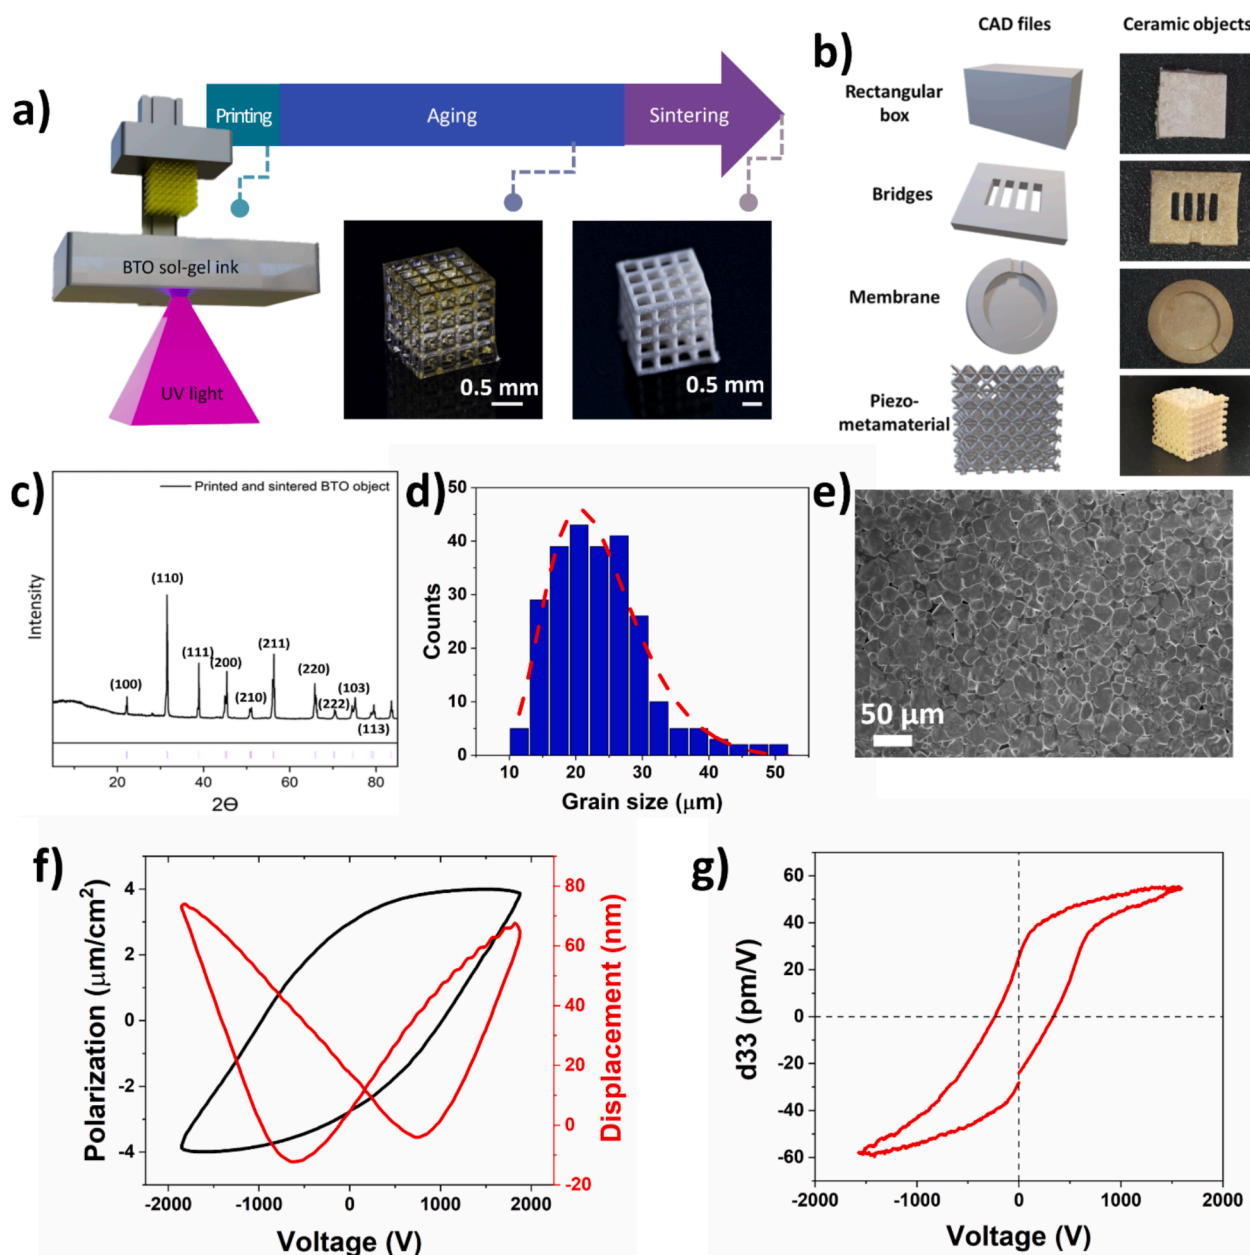 a)
Printing
Aging
Sintering
BTO sol-gel ink
UV light
0.5 mm
0.5 mm
b)
CAD files
Ceramic objects
Rectangular
box
Bridges
Membrane
Piezo-
metamaterial
c)
Printed and sintered BTO object
Intensity
(100)
(110)
(111)
(200)
(210)
(211)
(220)
(222)
(103)
(113)
20
40
60
80
2Θ
d)
Counts
50
40
30
20
10
0
10
20
30
40
50
Grain size (μm)
e)
50 μm
f)
Polarization (μm/cm²)
4
2
0
-2
-4
-2000
-1000
0
1000
2000
Voltage (V)
80
60
40
20
0
-20
Displacement (nm)
g)
d33 (pm/V)
60
40
20
0
-20
-40
-60
-2000
-1000
0
1000
2000
Voltage (V)